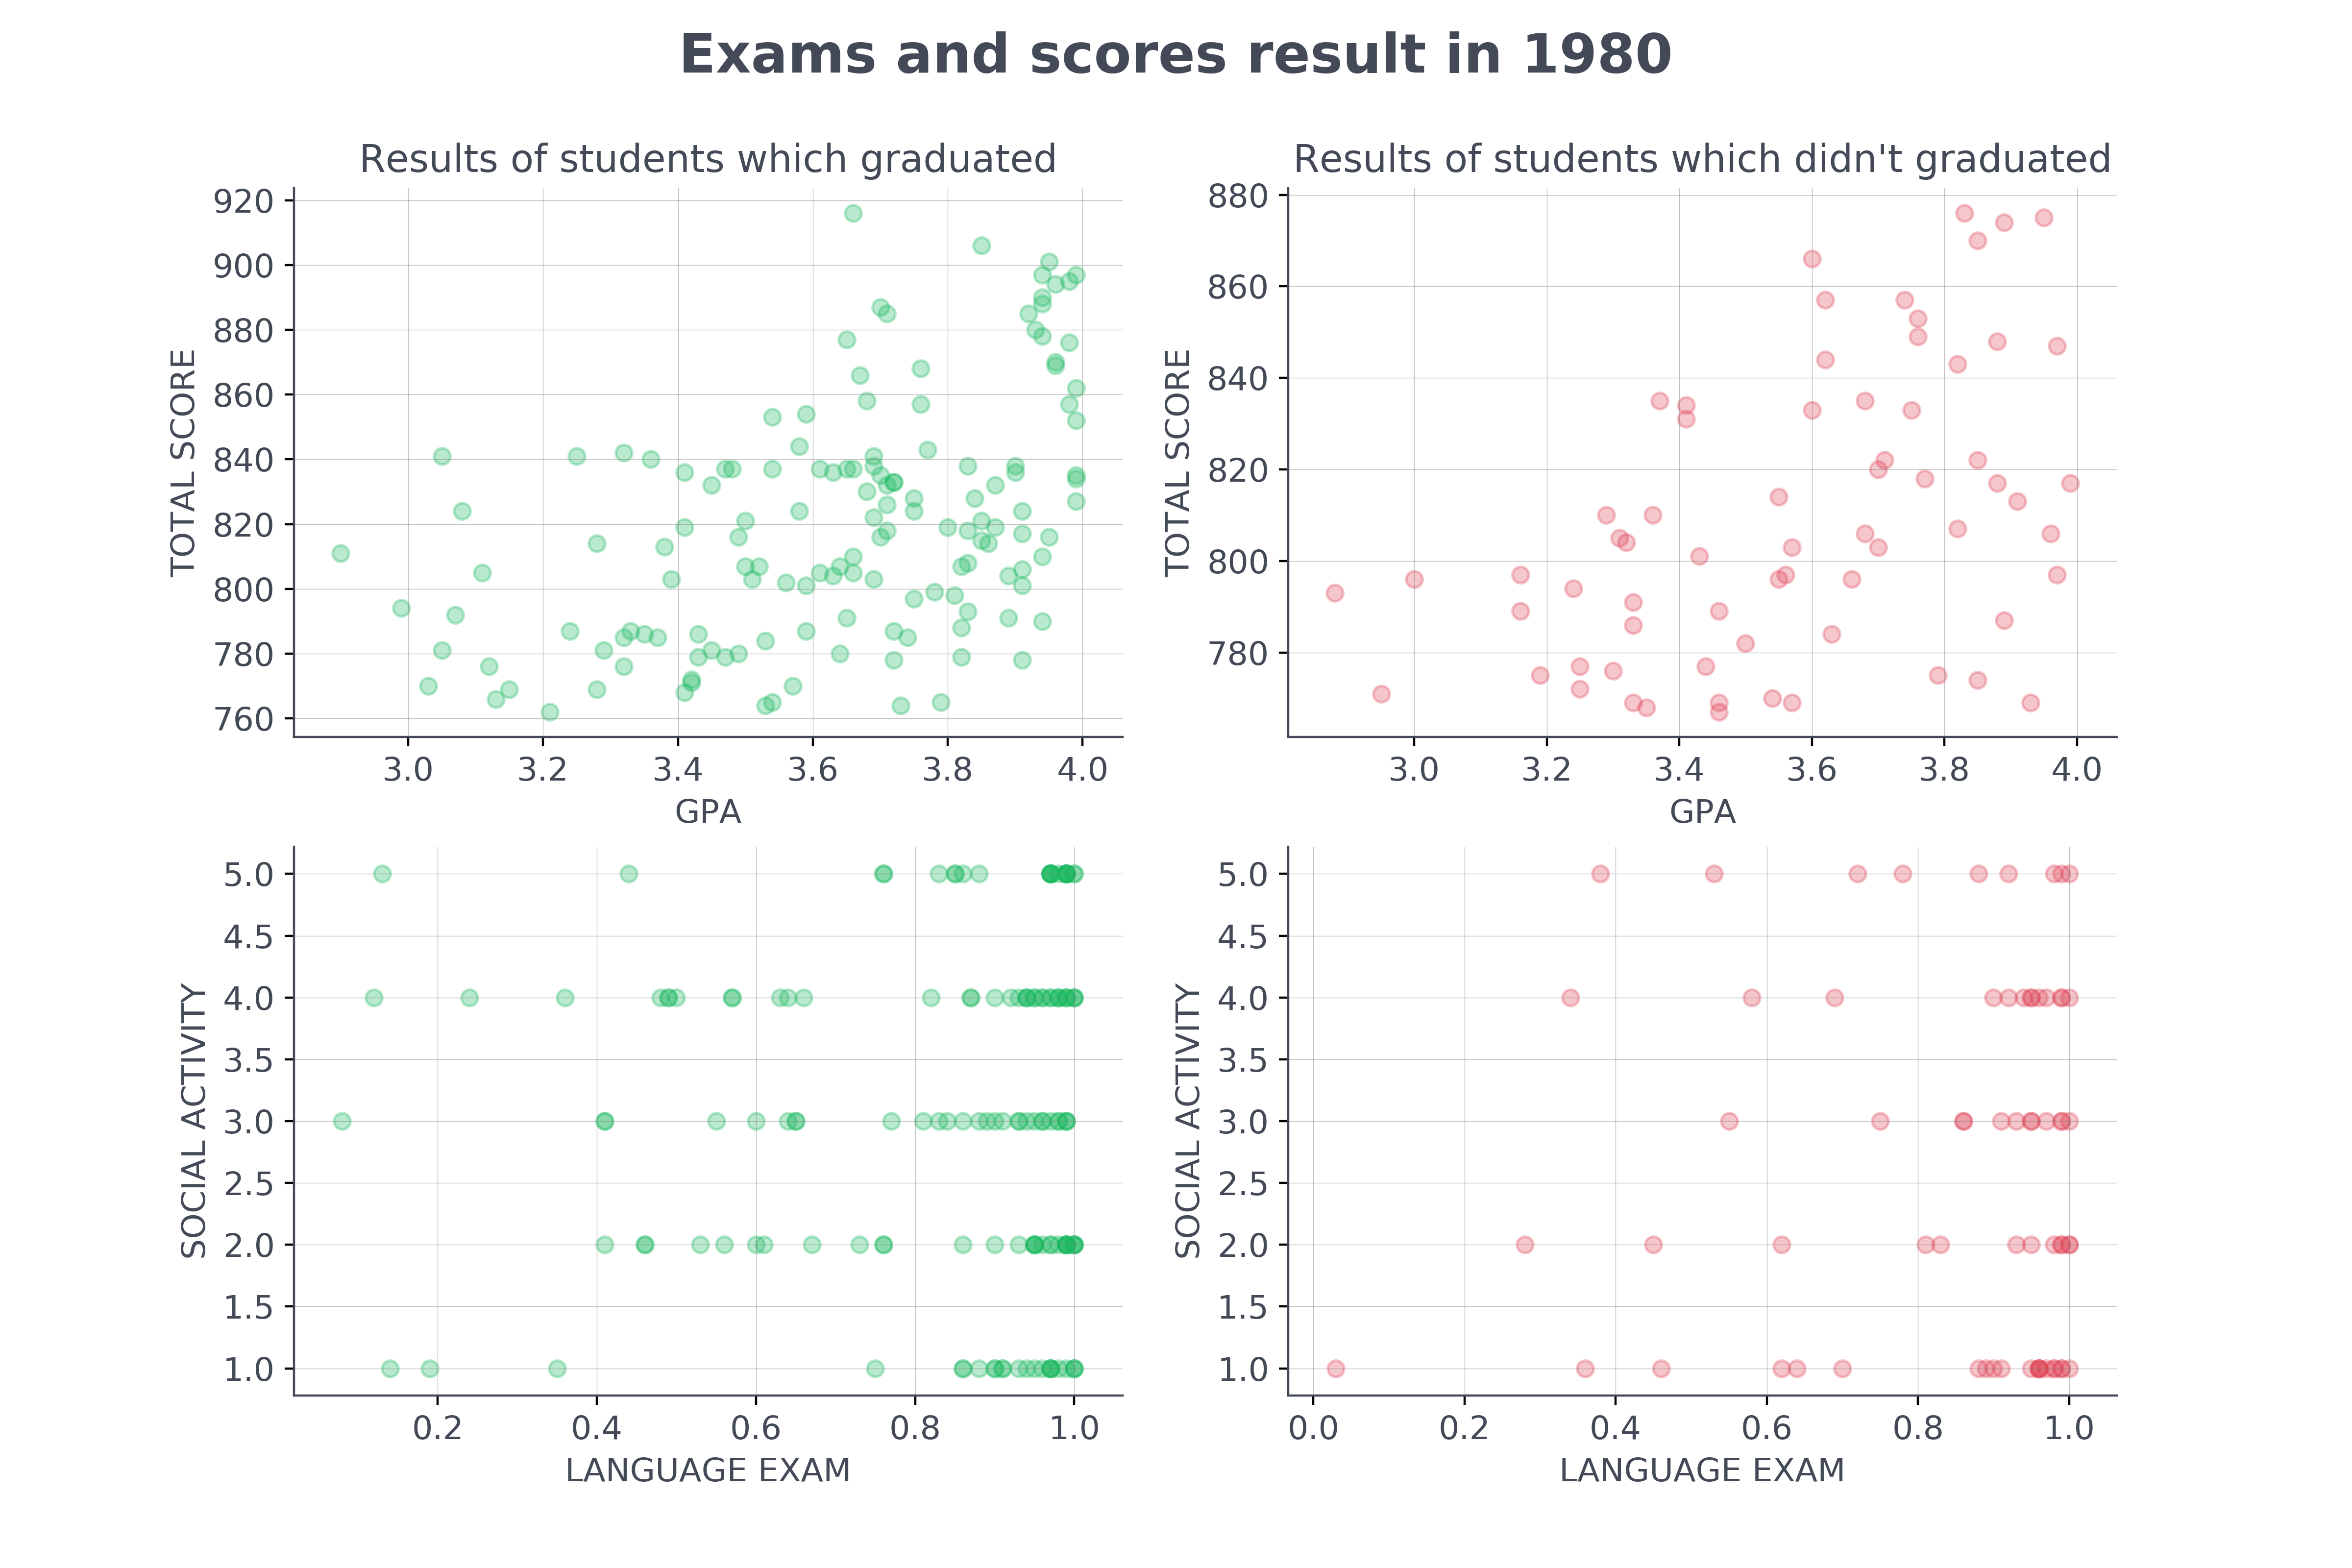 Exams and scores result in 1980
Results of students which graduated
920
900
880
860
840
820
800
780
760
TOTAL SCORE
3.0 3.2 3.4 3.6 3.8 4.0
GPA
Results of students which didn't graduated
880
860
840
820
800
780
TOTAL SCORE
3.0 3.2 3.4 3.6 3.8 4.0
GPA
5.0
4.5
4.0
3.5
3.0
2.5
2.0
1.5
1.0
SOCIAL ACTIVITY
0.2 0.4 0.6 0.8 1.0
LANGUAGE EXAM
5.0
4.5
4.0
3.5
3.0
2.5
2.0
1.5
1.0
SOCIAL ACTIVITY
0.0 0.2 0.4 0.6 0.8 1.0
LANGUAGE EXAM